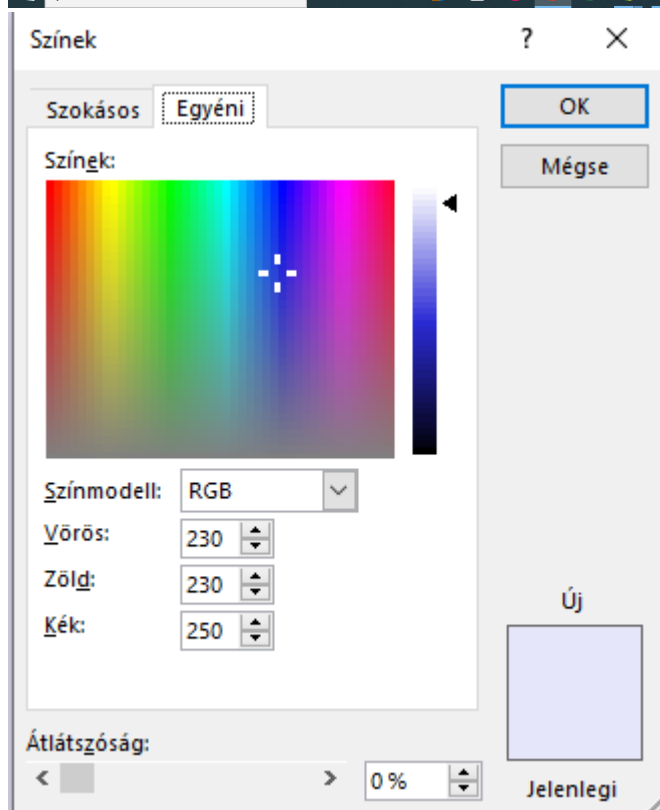 Színek
?
Szokásos
Egyéni
OK
Mégse
Színek:
Színmodell:
RGB
Vörös:
230
Zöld:
230
Kék:
250
Új
Átlátszóság:
0 %
Jelenlegi